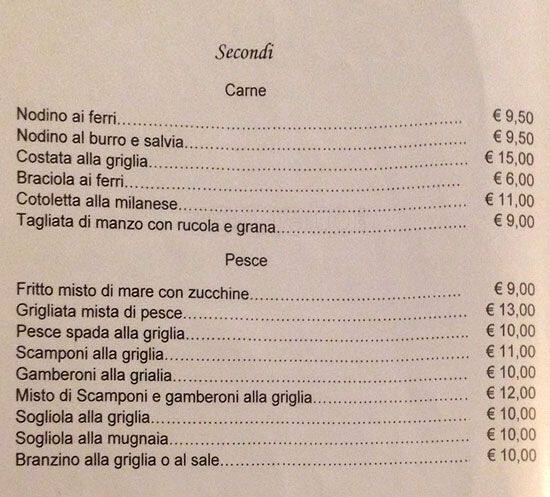 Secondi
Carne
Nodino ai ferri........................................................................ € 9,50
Nodino al burro e salvia........................................................ € 9,50
Costata alla griglia................................................................ € 15,00
Braciola ai ferri...................................................................... € 6,00
Cotoletta alla milanese.......................................................... € 11,00
Tagliata di manzo con rucola e grana..................................... € 9,00
Pesce
Fritto misto di mare con zucchine........................................... € 9,00
Grigliata mista di pesce......................................................... € 13,00
Pesce spada alla griglia........................................................ € 10,00
Scamponi alla griglia............................................................. € 11,00
Gamberoni alla grialia........................................................... € 10,00
Misto di Scamponi e gamberoni alla griglia............................. € 12,00
Sogliola alla griglia................................................................ € 10,00
Sogliola alla mugnaia............................................................ € 10,00
Branzino alla griglia o al sale................................................. € 10,00